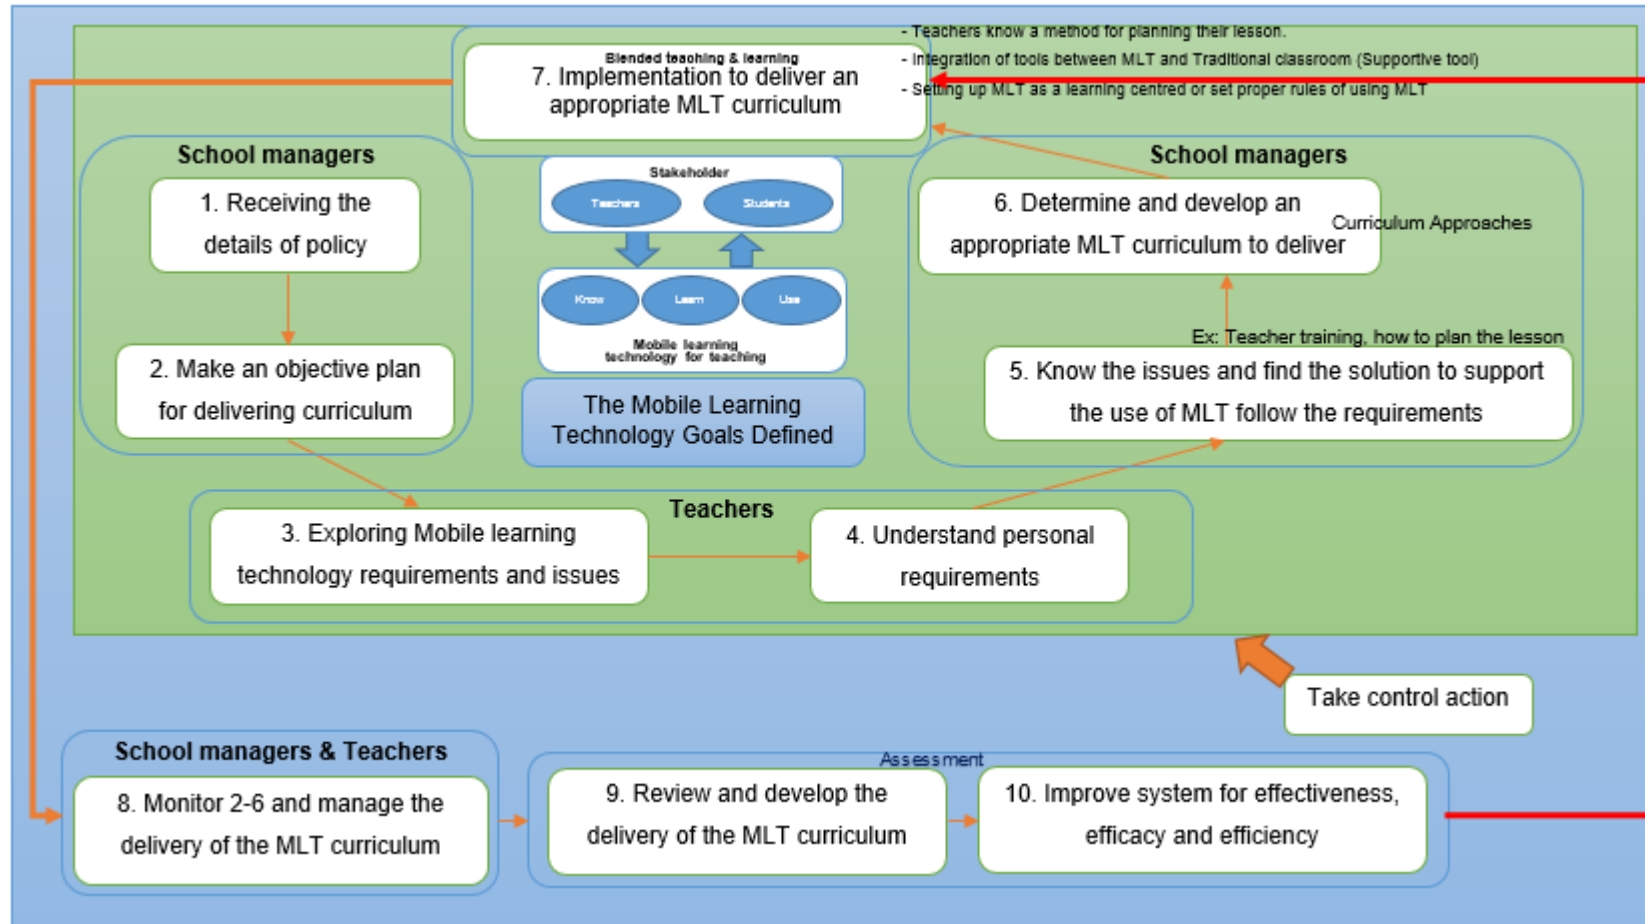 - Teachers know a method for planning their lesson.
Blended teaching & learning
- Integration of tools between MLT and Traditional classroom (Supportive tool)
7. Implementation to deliver an
appropriate MLT curriculum
- Setting up MLT as a learning centred or set proper rules of using MLT
School managers
1. Receiving the
details of policy
2. Make an objective plan
for delivering curriculum
Stakeholder
Teachers
Students
Know
Learn
Use
Mobile learning
technology for teaching
The Mobile Learning
Technology Goals Defined
School managers
6. Determine and develop an
appropriate MLT curriculum to deliver
Curriculum Approaches
Ex: Teacher training, how to plan the lesson
5. Know the issues and find the solution to support
the use of MLT follow the requirements
Teachers
3. Exploring Mobile learning
technology requirements and issues
4. Understand personal
requirements
Take control action
School managers & Teachers
8. Monitor 2-6 and manage the
delivery of the MLT curriculum
Assessment
9. Review and develop the
delivery of the MLT curriculum
10. Improve system for effectiveness,
efficacy and efficiency